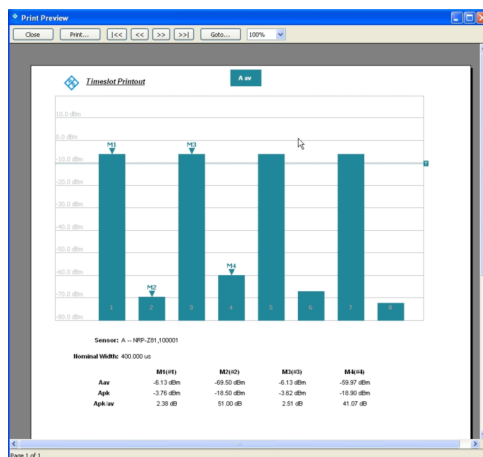 Print Preview
Close Print... |<< << >> >>| Goto... 100%
Timeslot Printout
A av
10.0 dBm
0.0 dBm
M1 M3
-10.0 dBm
-20.0 dBm
-30.0 dBm
-40.0 dBm
-50.0 dBm
-60.0 dBm
M4
-70.0 dBm
M2
1 2 3 4 5 6 7 8
-80.0 dBm
Sensor: A -- NRP-Z81,100001
Nominal Width: 400.000 us
M1(#1) M2(#2) M3(#3) M4(#4)
Aav -6.13 dBm -69.50 dBm -6.13 dBm -59.97 dBm
Apk -3.76 dBm -18.50 dBm -3.62 dBm -18.90 dBm
Apk/av 2.38 dB 51.00 dB 2.51 dB 41.07 dB
Page 1 of 1